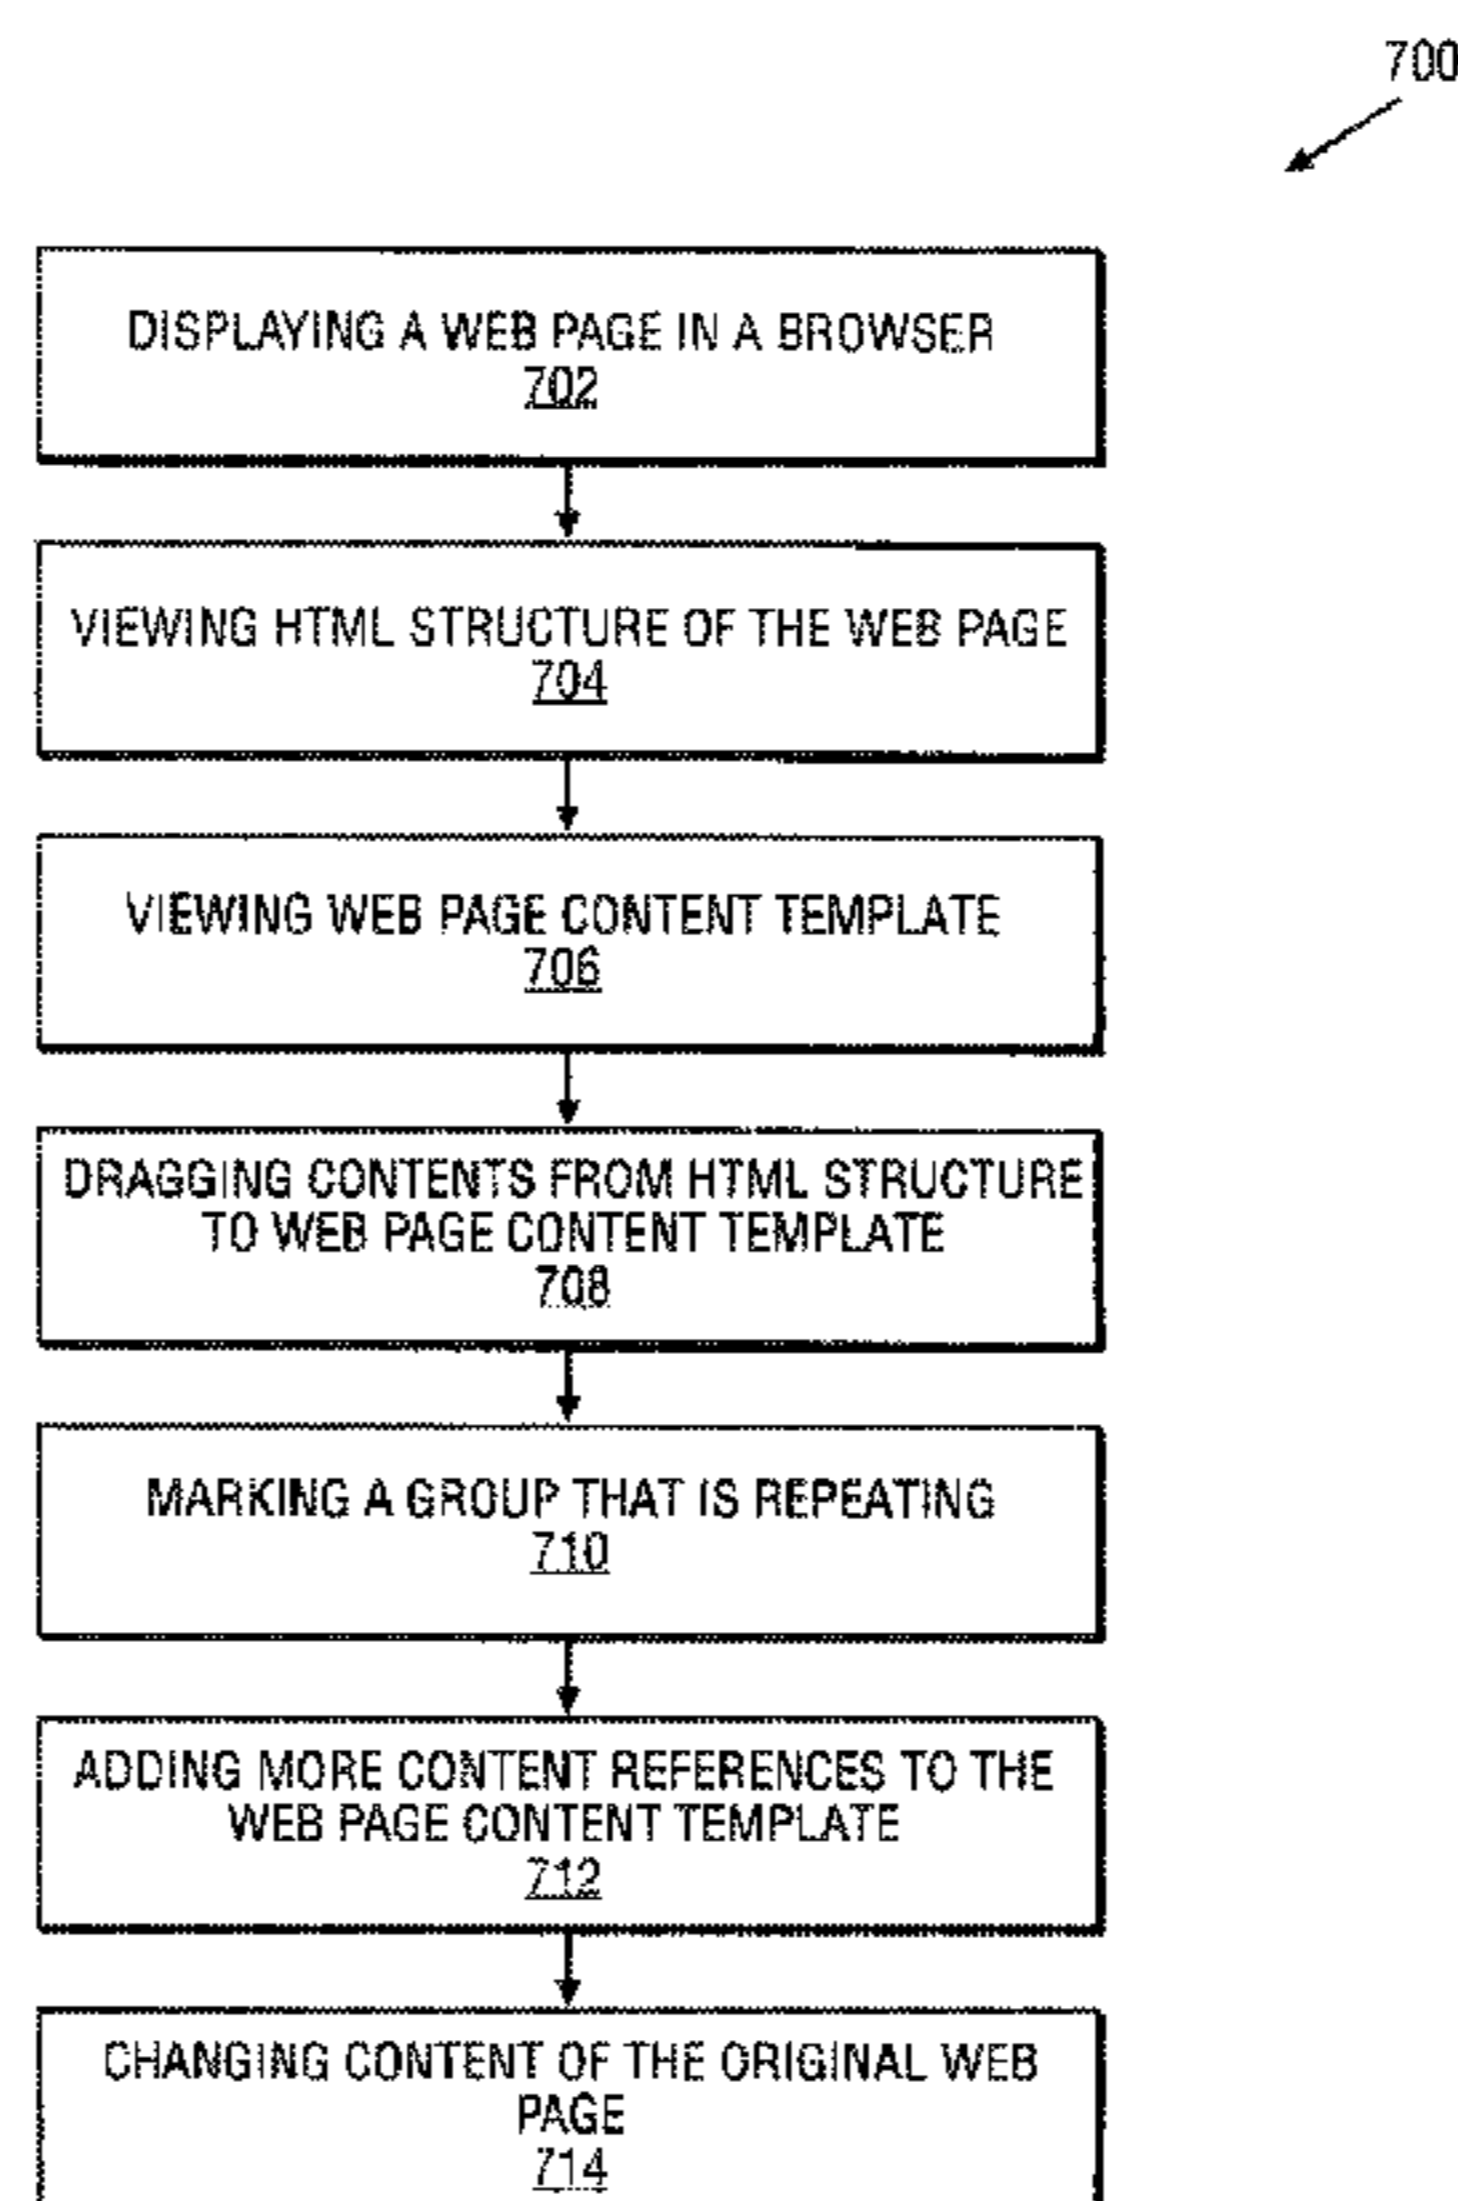 700
DISPLAYING A WEB PAGE IN A BROWSER
702
VIEWING HTML STRUCTURE OF THE WEB PAGE
704
VIEWING WEB PAGE CONTENT TEMPLATE
706
DRAGGING CONTENTS FROM HTML STRUCTURE
TO WEB PAGE CONTENT TEMPLATE
708
MARKING A GROUP THAT IS REPEATING
710
ADDING MORE CONTENT REFERENCES TO THE
WEB PAGE CONTENT TEMPLATE
712
CHANGING CONTENT OF THE ORIGINAL WEB
PAGE
714